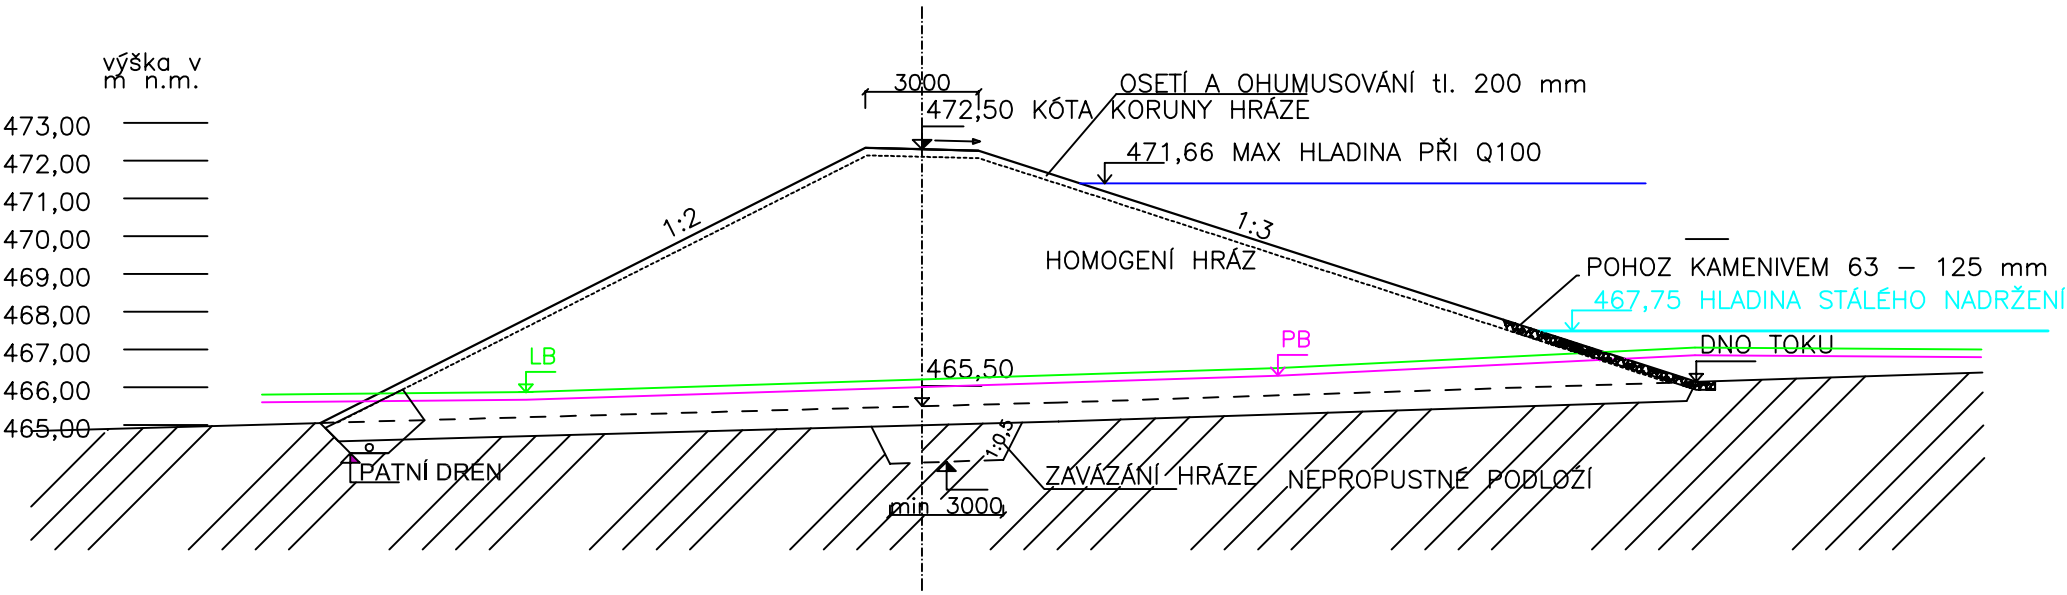 výška v
m n.m.
3000
OSETÍ A OHUMUSOVÁNÍ tl. 200 mm
472,50 KÓTA KORUNY HRÁZE
473,00
471,66 MAX HLADINA PŘI Q100
472,00
471,00
1:2
1:3
470,00
HOMOGENÍ HRÁZ
469,00
POHOZ KAMENIVEM 63 – 125 mm
467,75 HLADINA STÁLÉHO NADRŽENÍ
468,00
467,00
LB
PB
DNO TOKU
465,50
466,00
465,00
1:0,5
PATNÍ DREN
ZAVÁZÁNÍ HRÁZE
NEPROPUSTNÉ PODLOŽÍ
min 3000